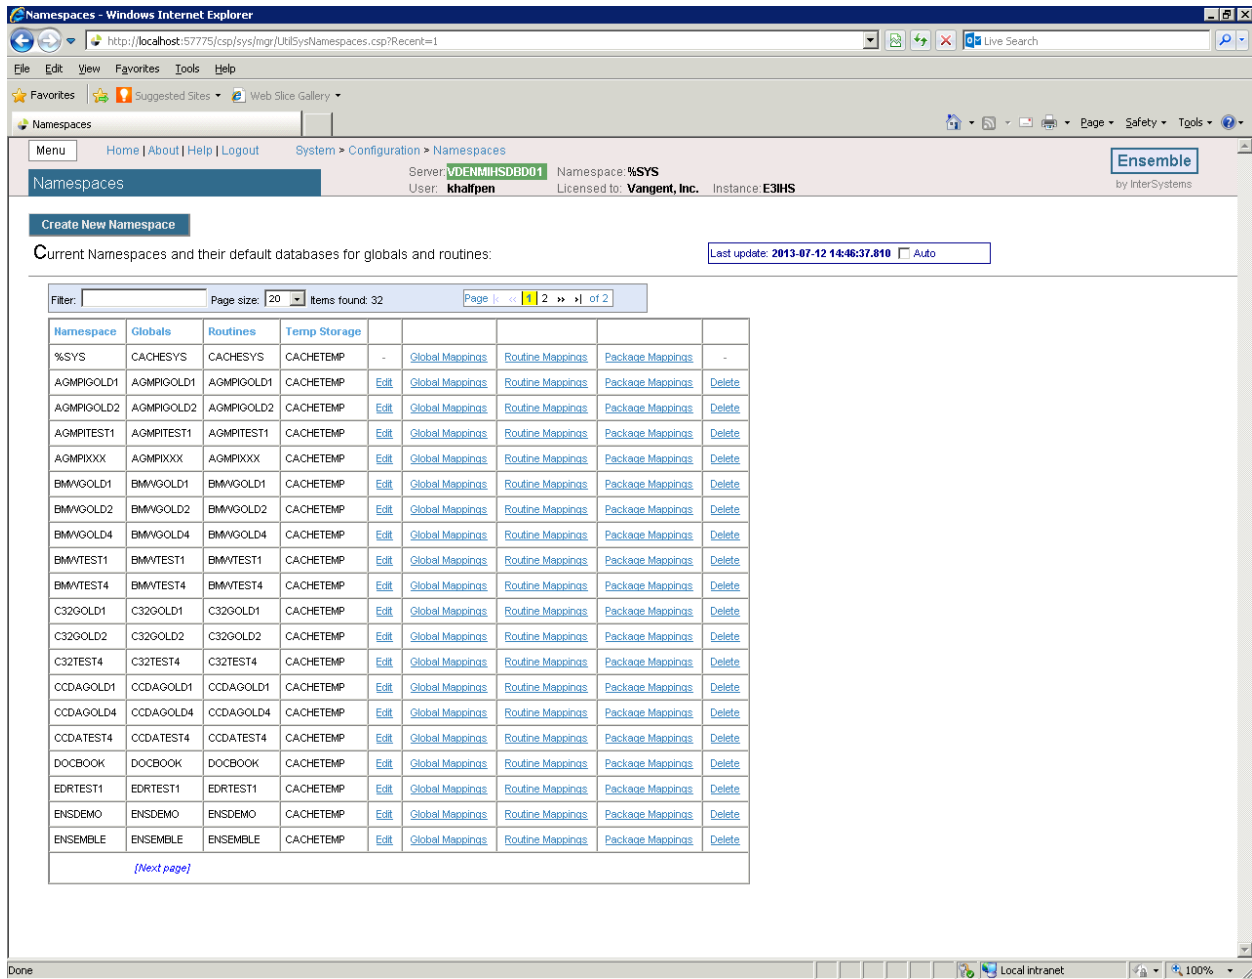 Namespaces - Windows Internet Explorer
http://localhost:57775/csp/sys/mgr/UtilSysNamespaces.csp?Recent=1
Live Search
File Edit View Favorites Tools Help
Favorites Suggested Sites Web Slice Gallery
Namespaces
Page Safety Tools
Menu Home | About | Help | Logout System > Configuration > Namespaces
Server: VDENMIHSDBD01 Namespace: %SYS
Ensemble
Namespaces
User: khalfpen Licensed to: Vangent, Inc. Instance: E3IHS
by InterSystems
Create New Namespace
Current Namespaces and their default databases for globals and routines:
Last update: 2013-07-12 14:46:37.810 Auto
Filter: Page size: 20 Items found: 32 Page |< << 1 2 >> >| of 2
Namespace Globals Routines Temp Storage
%SYS CACHESYS CACHESYS CACHETEMP - Global Mappings Routine Mappings Package Mappings -
AGMPIGOLD1 AGMPIGOLD1 AGMPIGOLD1 CACHETEMP Edit Global Mappings Routine Mappings Package Mappings Delete
AGMPIGOLD2 AGMPIGOLD2 AGMPIGOLD2 CACHETEMP Edit Global Mappings Routine Mappings Package Mappings Delete
AGMPITEST1 AGMPITEST1 AGMPITEST1 CACHETEMP Edit Global Mappings Routine Mappings Package Mappings Delete
AGMPIXXX AGMPIXXX AGMPIXXX CACHETEMP Edit Global Mappings Routine Mappings Package Mappings Delete
BMWGOLD1 BMWGOLD1 BMWGOLD1 CACHETEMP Edit Global Mappings Routine Mappings Package Mappings Delete
BMWGOLD2 BMWGOLD2 BMWGOLD2 CACHETEMP Edit Global Mappings Routine Mappings Package Mappings Delete
BMWGOLD4 BMWGOLD4 BMWGOLD4 CACHETEMP Edit Global Mappings Routine Mappings Package Mappings Delete
BMWTEST1 BMWTEST1 BMWTEST1 CACHETEMP Edit Global Mappings Routine Mappings Package Mappings Delete
BMWTEST4 BMWTEST4 BMWTEST4 CACHETEMP Edit Global Mappings Routine Mappings Package Mappings Delete
C32GOLD1 C32GOLD1 C32GOLD1 CACHETEMP Edit Global Mappings Routine Mappings Package Mappings Delete
C32GOLD2 C32GOLD2 C32GOLD2 CACHETEMP Edit Global Mappings Routine Mappings Package Mappings Delete
C32TEST4 C32TEST4 C32TEST4 CACHETEMP Edit Global Mappings Routine Mappings Package Mappings Delete
CCDAGOLD1 CCDAGOLD1 CCDAGOLD1 CACHETEMP Edit Global Mappings Routine Mappings Package Mappings Delete
CCDAGOLD4 CCDAGOLD4 CCDAGOLD4 CACHETEMP Edit Global Mappings Routine Mappings Package Mappings Delete
CCDATEST4 CCDATEST4 CCDATEST4 CACHETEMP Edit Global Mappings Routine Mappings Package Mappings Delete
DOCBOOK DOCBOOK DOCBOOK CACHETEMP Edit Global Mappings Routine Mappings Package Mappings Delete
EDRTEST1 EDRTEST1 EDRTEST1 CACHETEMP Edit Global Mappings Routine Mappings Package Mappings Delete
ENSDEMO ENSDEMO ENSDEMO CACHETEMP Edit Global Mappings Routine Mappings Package Mappings Delete
ENSEMBLE ENSEMBLE ENSEMBLE CACHETEMP Edit Global Mappings Routine Mappings Package Mappings Delete
[Next page]
Done Local intranet 100%